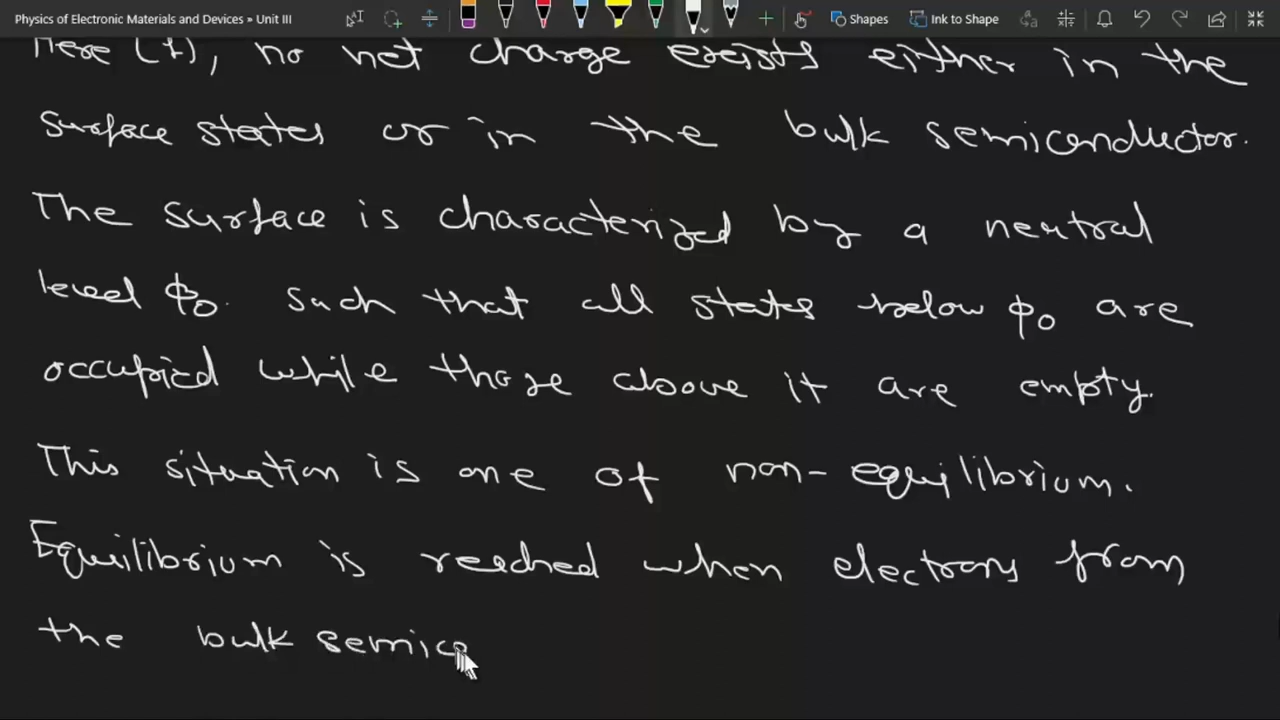 Physics of Electronic Materials and Devices » Unit III
Shapes
Ink to Shape
Here (1), no net charge exists either in the
surface states or in the bulk semiconductor.
The surface is characterized by a neutral
level ϕ₀. Such that all states below ϕ₀ are
occupied while those above it are empty.
This situation is one of non-equilibrium.
Equilibrium is reached when electrons from
the bulk semico